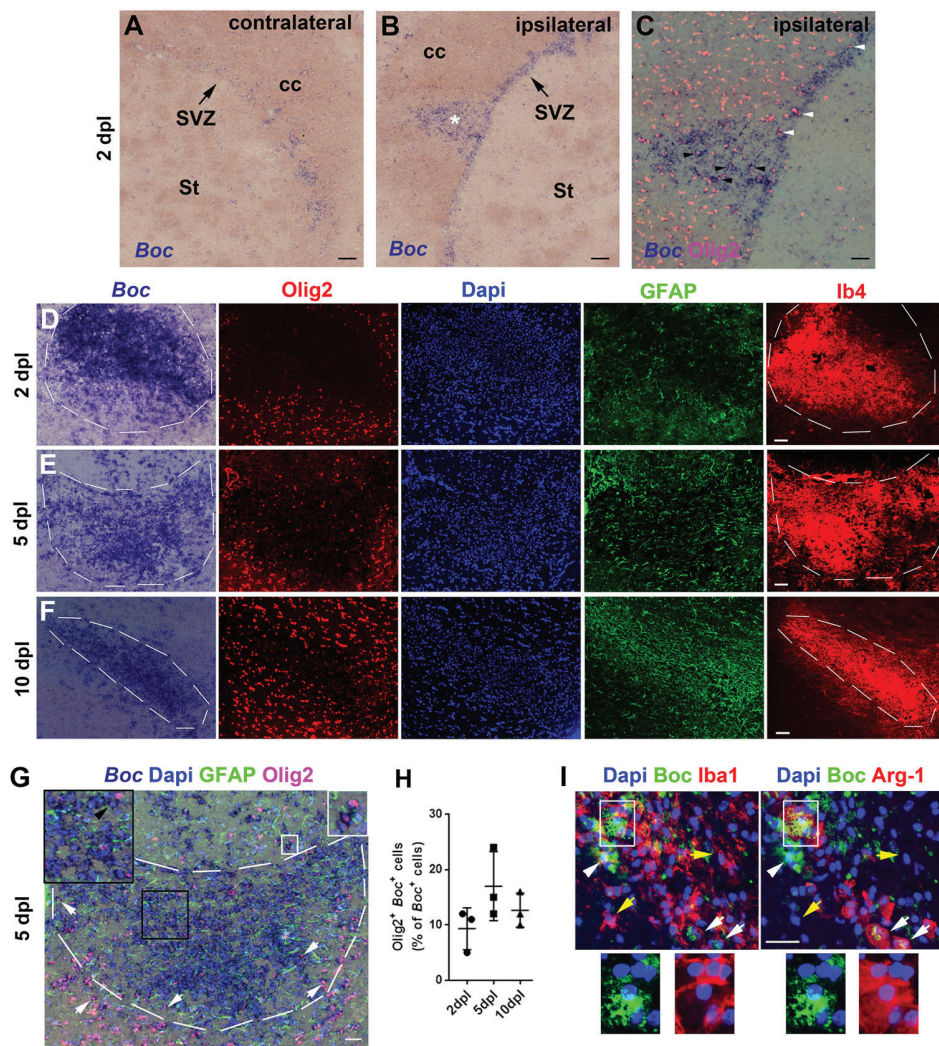 A contralateral
cc
SVZ
St
Boc
2 dpl
B ipsilateral
cc
SVZ
*
St
Boc
C ipsilateral
Boc Olig2
Boc Olig2 Dapi GFAP Ib4
D
2 dpl
E
5 dpl
F
10 dpl
G Boc Dapi GFAP Olig2
5 dpl
H
Olig2+ Boc+ cells
(% of Boc+ cells)
30
20
10
0
2dpl
5dpl
10dpl
I Dapi Boc Iba1 Dapi Boc Arg-1